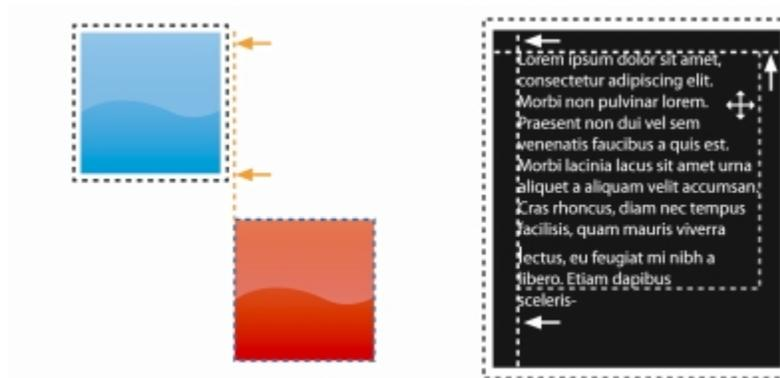 Lorem ipsum dolor sit amet,
consectetur adipiscing elit.
Morbi non pulvinar lorem.
Praesent non dui vel sem
venenatis faucibus a quis est.
Morbi lacinia lacus sit amet urna
aliquet a aliquam velit accumsan.
Cras rhoncus, diam nec tempus
facilisis, quam mauris viverra
lectus, eu feugiat mi nibh a
libero. Etiam dapibus
sceleris-